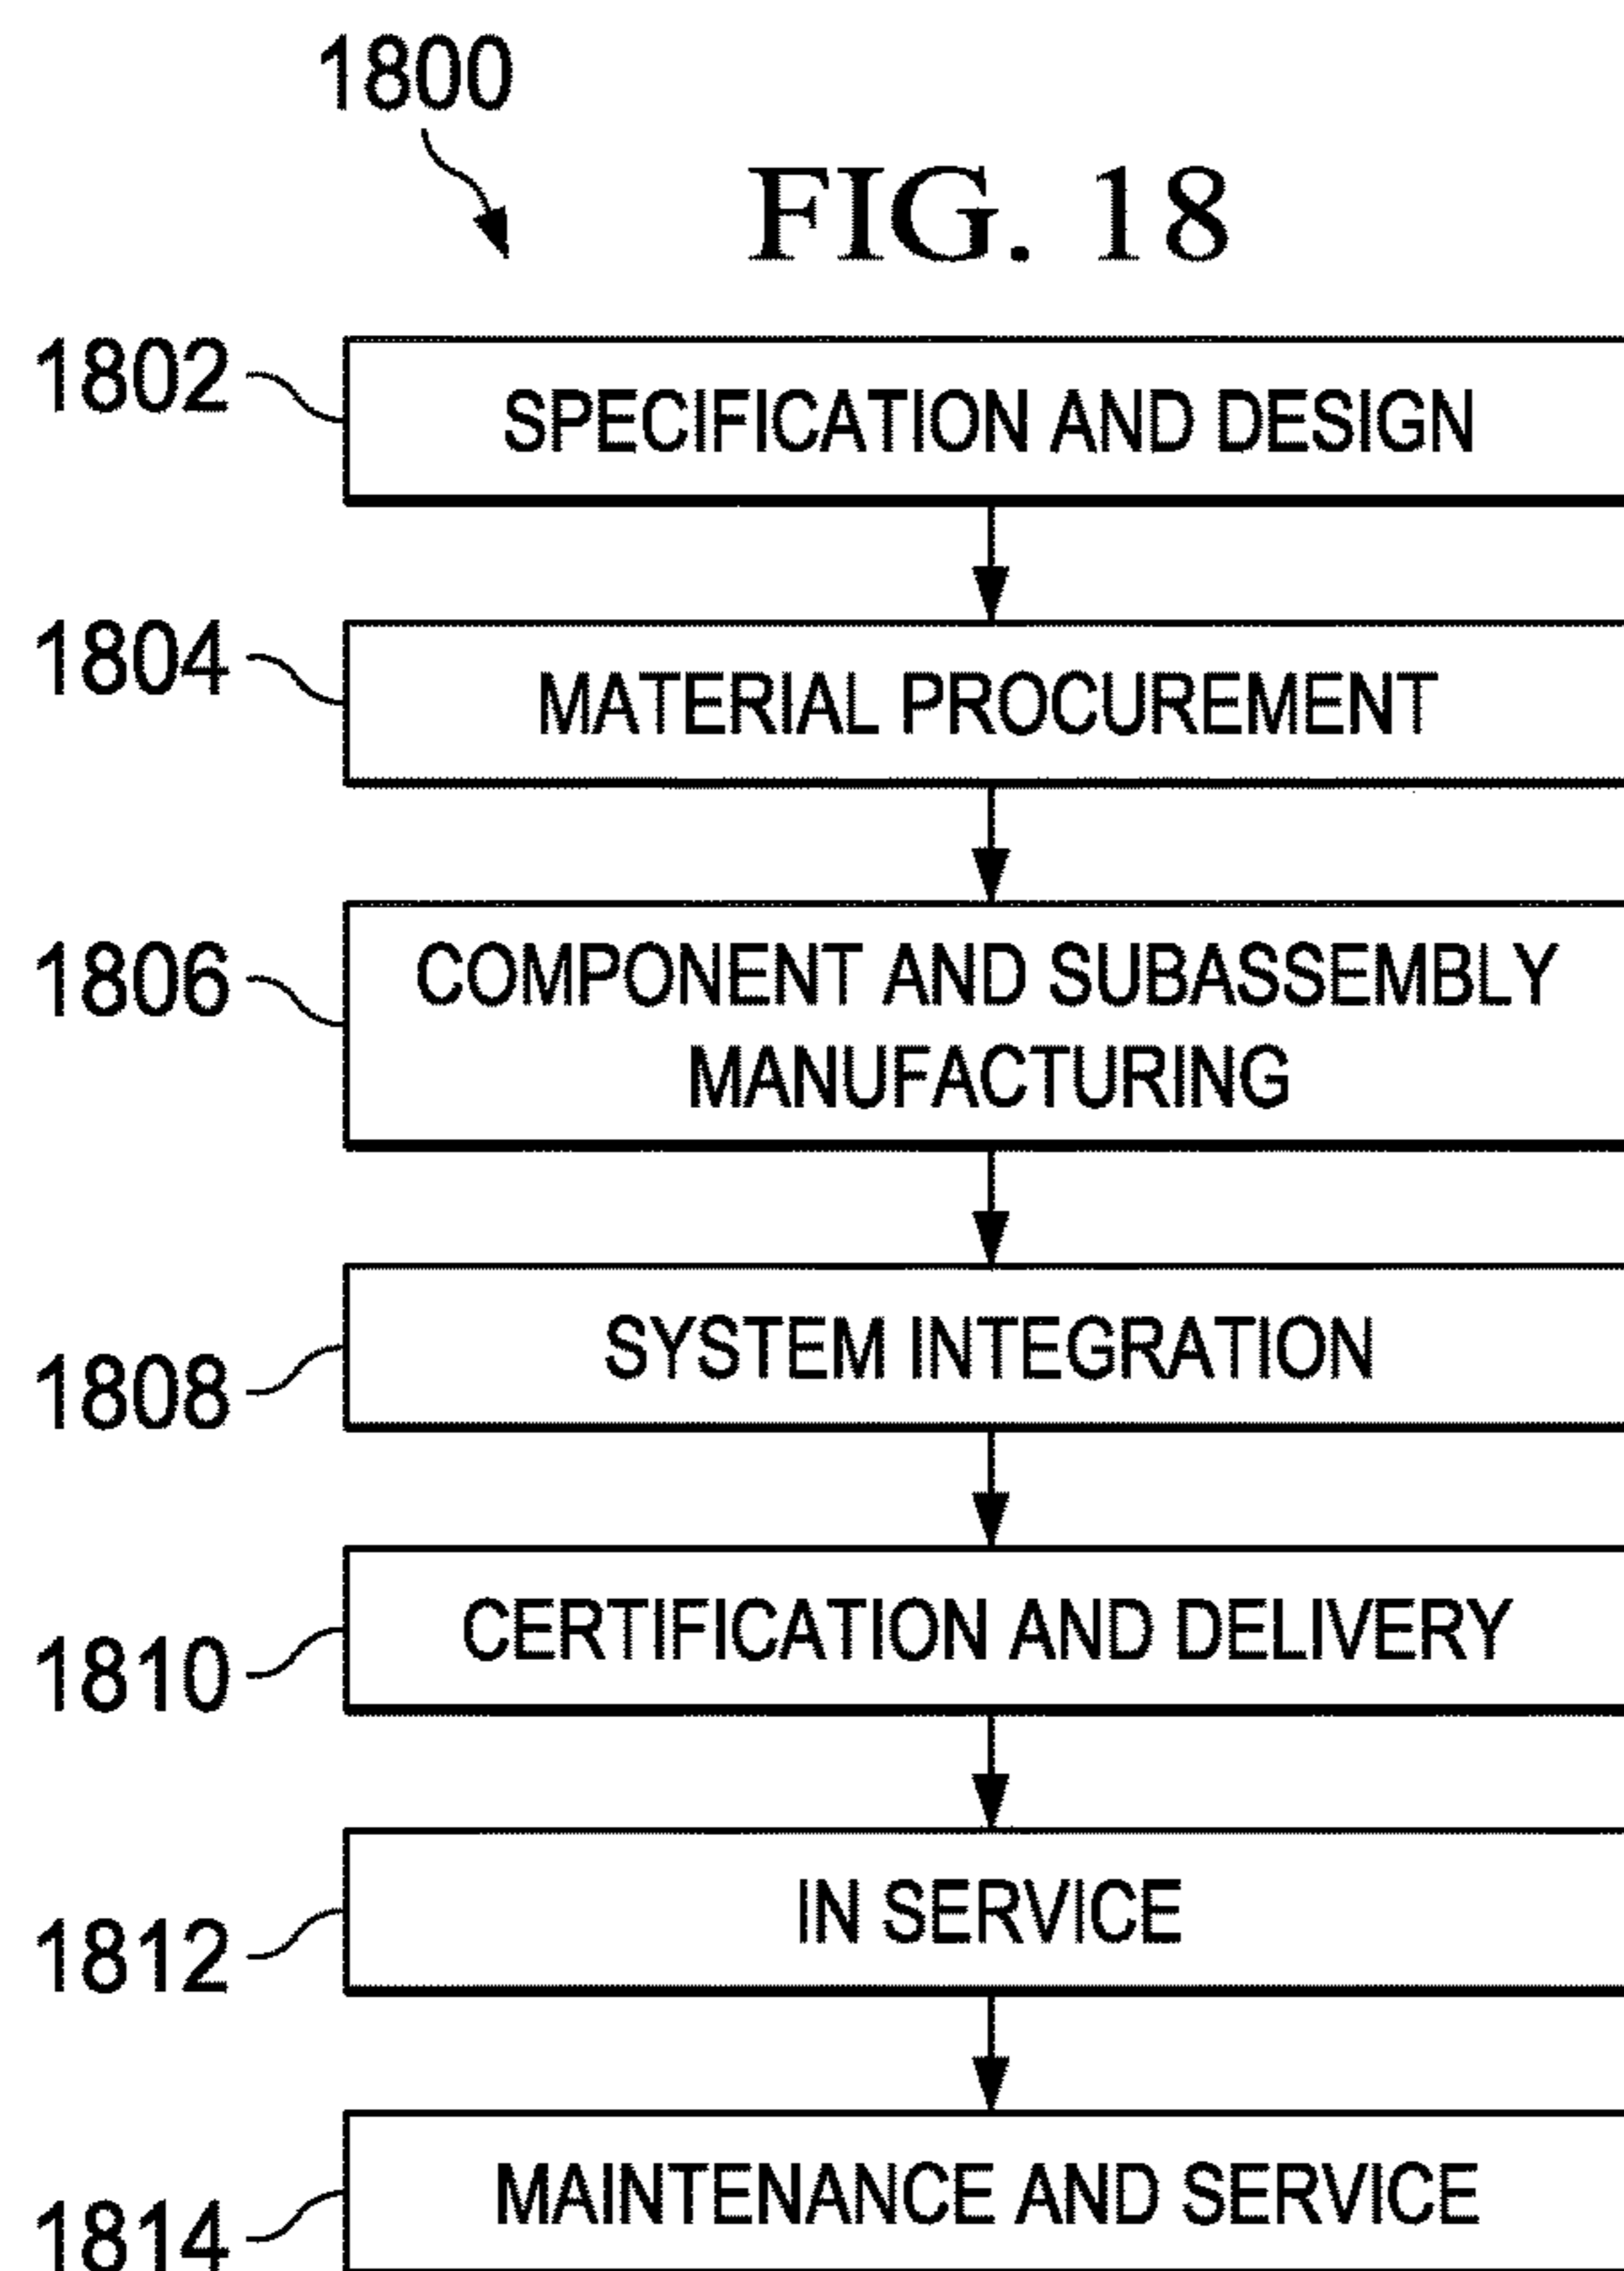 1800
FIG. 18
1802
SPECIFICATION AND DESIGN
1804
MATERIAL PROCUREMENT
1806
COMPONENT AND SUBASSEMBLY
MANUFACTURING
1808
SYSTEM INTEGRATION
1810
CERTIFICATION AND DELIVERY
1812
IN SERVICE
1814
MAINTENANCE AND SERVICE